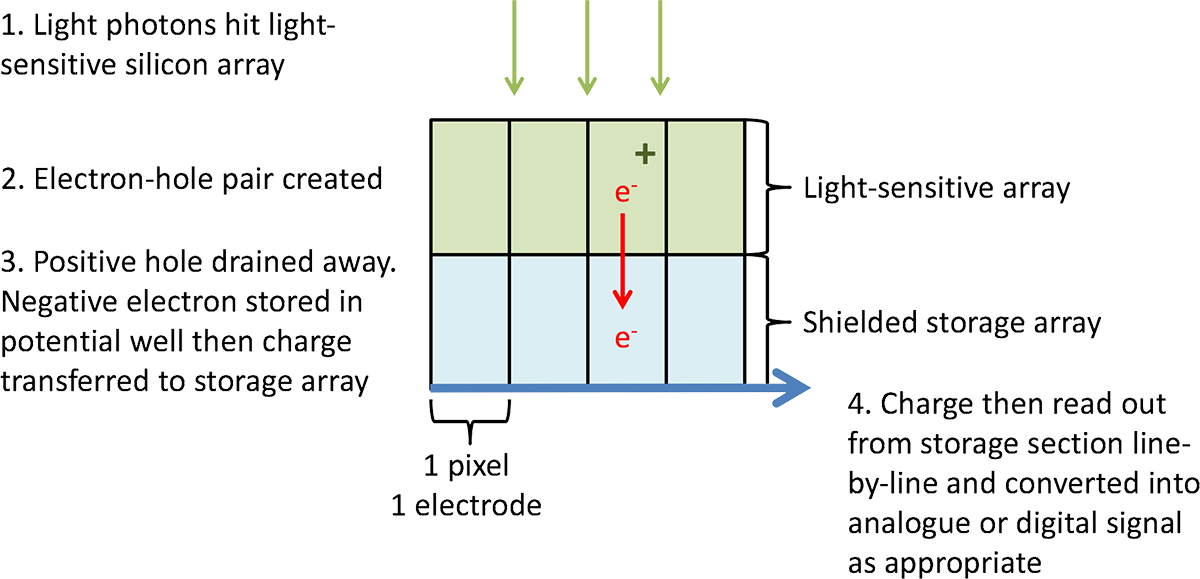 1. Light photons hit light-
sensitive silicon array
2. Electron-hole pair created
3. Positive hole drained away.
Negative electron stored in
potential well then charge
transferred to storage array
+
e-
e-
Light-sensitive array
Shielded storage array
1 pixel
1 electrode
4. Charge then read out
from storage section line-
by-line and converted into
analogue or digital signal
as appropriate